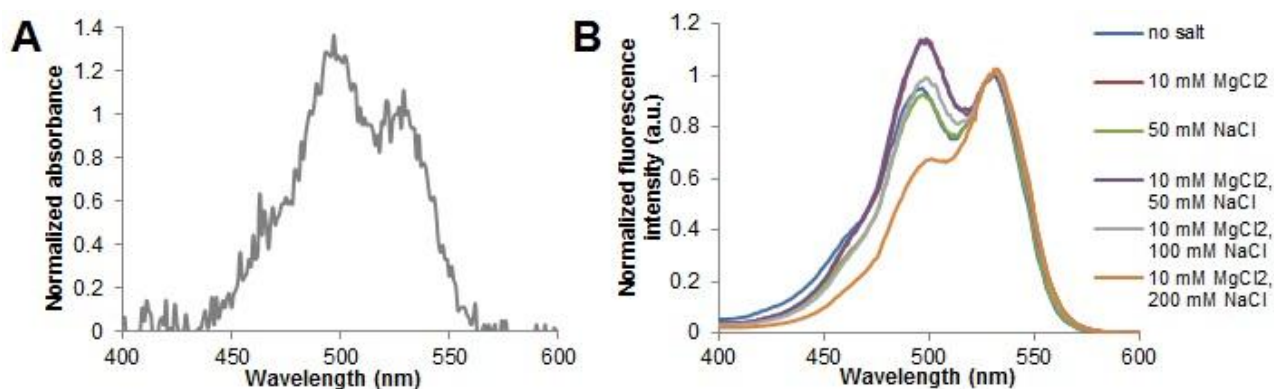 A
Normalized absorbance
1.4
1.2
1
0.8
0.6
0.4
0.2
0
400 450 500 550 600
Wavelength (nm)
B
Normalized fluorescence
intensity (a.u.)
1.2
1
0.8
0.6
0.4
0.2
0
400 450 500 550 600
Wavelength (nm)
no salt
10 mM MgCl2
50 mM NaCl
10 mM MgCl2,
50 mM NaCl
10 mM MgCl2,
100 mM NaCl
10 mM MgCl2,
200 mM NaCl